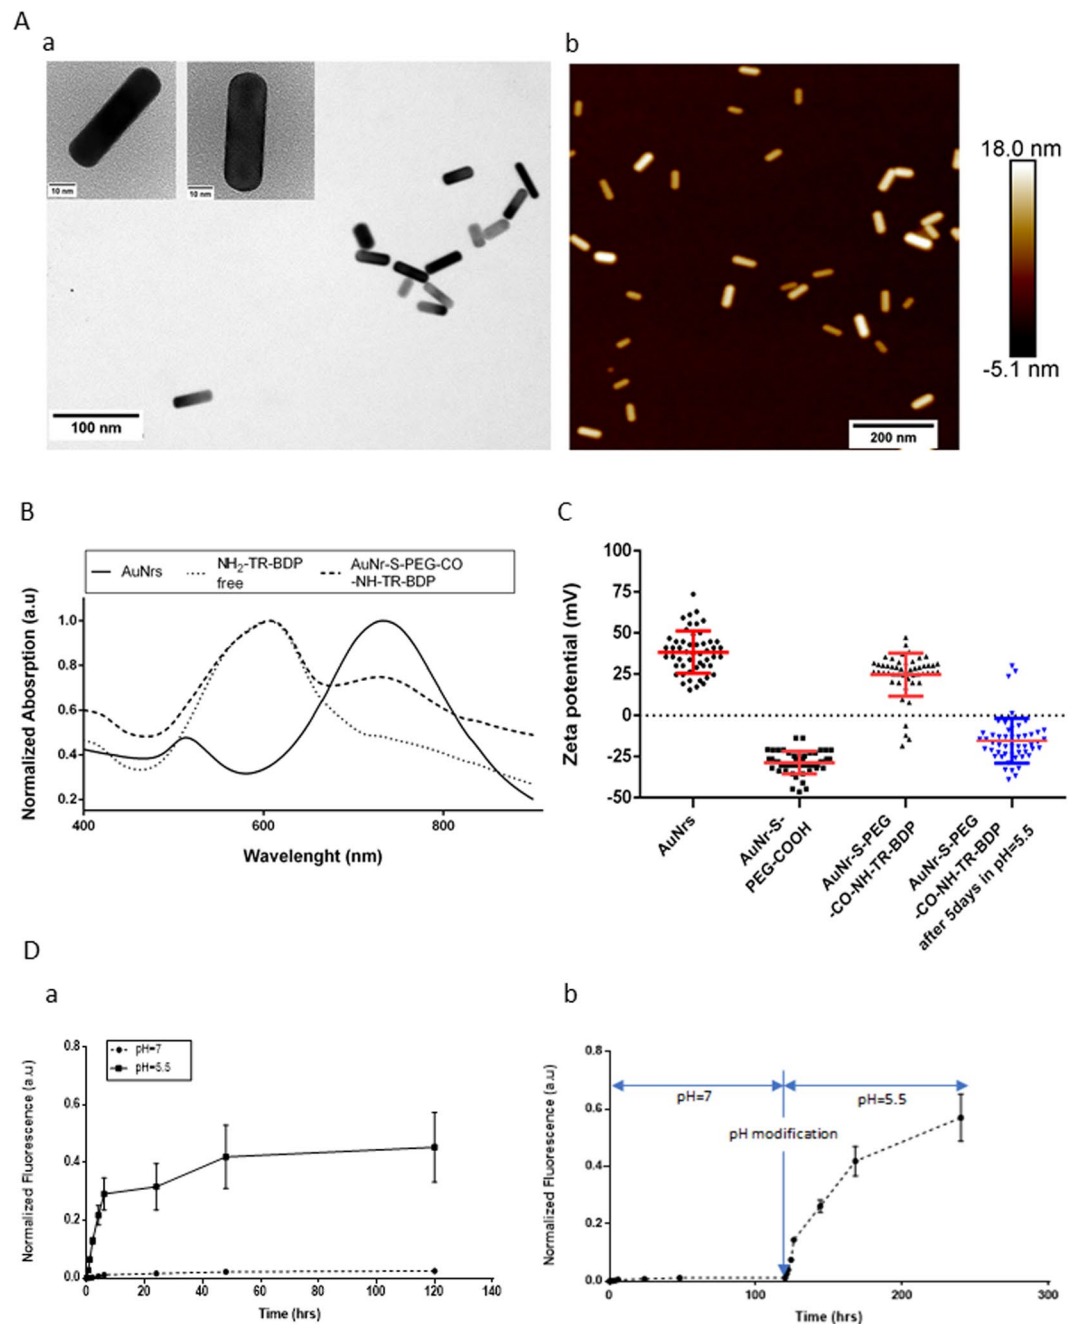 A
a
b
10 nm
10 nm
100 nm
200 nm
18.0 nm
-5.1 nm
B
C
AuNrs
NH2-TR-BDP
free
AuNr-S-PEG-CO
-NH-TR-BDP
Normalized Abosrption (a.u)
1.0
0.8
0.6
0.4
0.2
400
600
800
Wavelenght (nm)
Zeta potential (mV)
100
75
50
25
0
-25
-50
AuNrs
AuNr-S-
PEG-COOH
AuNr-S-PEG
-CO-NH-TR-BDP
AuNr-S-PEG
-CO-NH-TR-BDP
after 5days in pH=5.5
D
a
b
Normalized Fluorescence (a.u)
0.8
0.6
0.4
0.2
0.0
pH=7
pH=5.5
0
20
40
60
80
100
120
140
Time (hrs)
Normalized Fluorescence (a.u)
0.8
0.6
0.4
0.2
0.0
pH=7
pH=5.5
pH modification
0
100
200
300
Time (hrs)